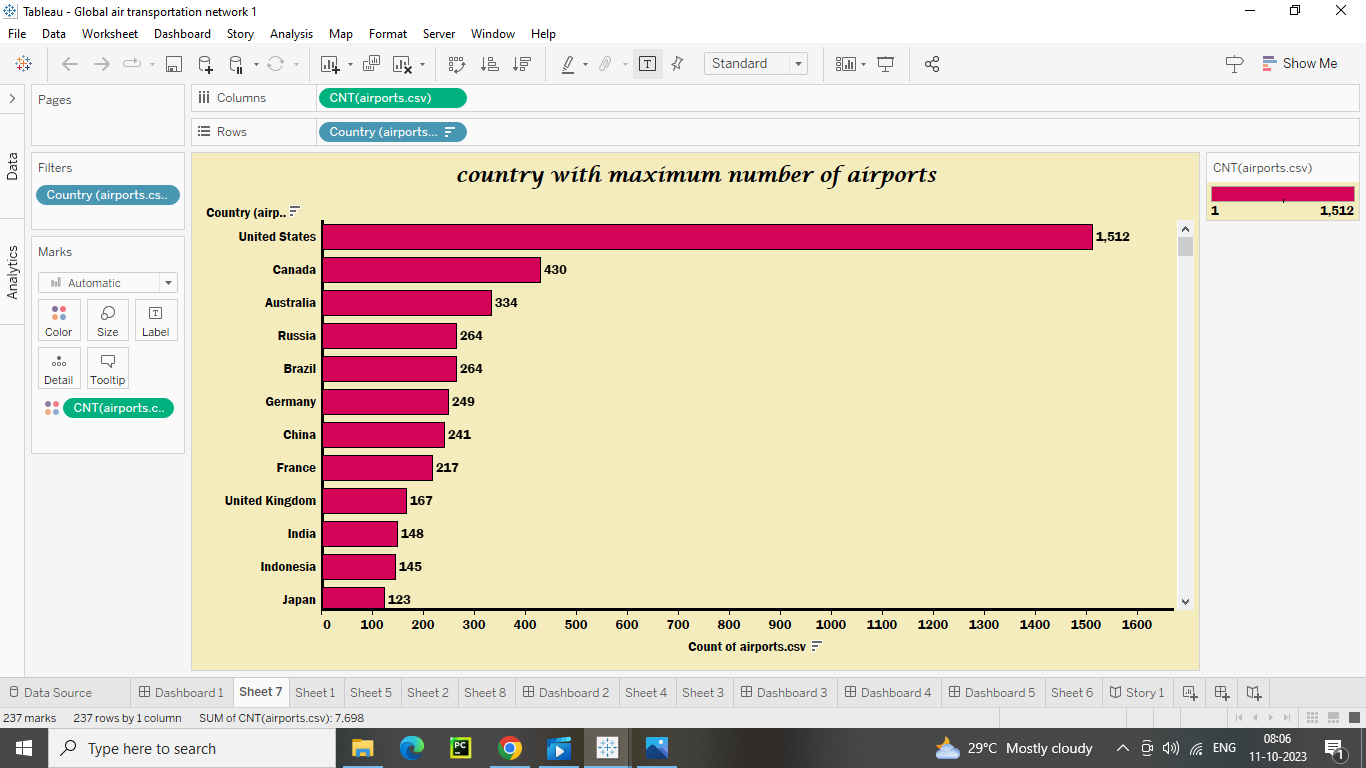 Tableau - Global air transportation network 1
File Data Worksheet Dashboard Story Analysis Map Format Server Window Help
Standard
Show Me
Pages
Columns CNT(airports.csv)
Rows Country (airports...
Data
Analytics
Filters
Country (airports.cs..
Marks
Automatic
Color Size Label
Detail Tooltip
CNT(airports.c..
country with maximum number of airports
Country (airp..
United States 1,512
Canada 430
Australia 334
Russia 264
Brazil 264
Germany 249
China 241
France 217
United Kingdom 167
India 148
Indonesia 145
Japan 123
0 100 200 300 400 500 600 700 800 900 1000 1100 1200 1300 1400 1500 1600
Count of airports.csv
CNT(airports.csv)
1 1,512
Data Source Dashboard 1 Sheet 7 Sheet 1 Sheet 5 Sheet 2 Sheet 8 Dashboard 2 Sheet 4 Sheet 3 Dashboard 3 Dashboard 4 Dashboard 5 Sheet 6 Story 1
237 marks 237 rows by 1 column SUM of CNT(airports.csv): 7,698
Type here to search
PC
29°C Mostly cloudy
ENG
08:06
11-10-2023
1